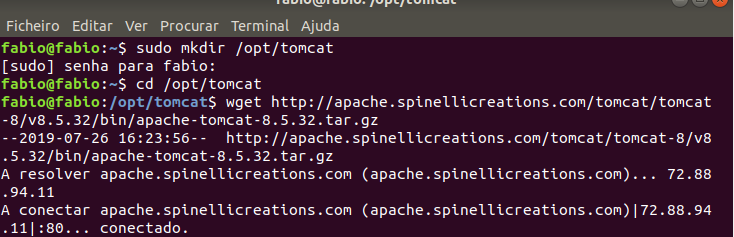 fabio@fabio: /opt/tomcat
Ficheiro Editar Ver Procurar Terminal Ajuda
fabio@fabio:~$ sudo mkdir /opt/tomcat
[sudo] senha para fabio:
fabio@fabio:~$ cd /opt/tomcat
fabio@fabio:/opt/tomcat$ wget http://apache.spinellicreations.com/tomcat/tomcat
-8/v8.5.32/bin/apache-tomcat-8.5.32.tar.gz
--2019-07-26 16:23:56--  http://apache.spinellicreations.com/tomcat/tomcat-8/v8
.5.32/bin/apache-tomcat-8.5.32.tar.gz
A resolver apache.spinellicreations.com (apache.spinellicreations.com)... 72.88
.94.11
A conectar apache.spinellicreations.com (apache.spinellicreations.com)|72.88.94
.11|:80... conectado.